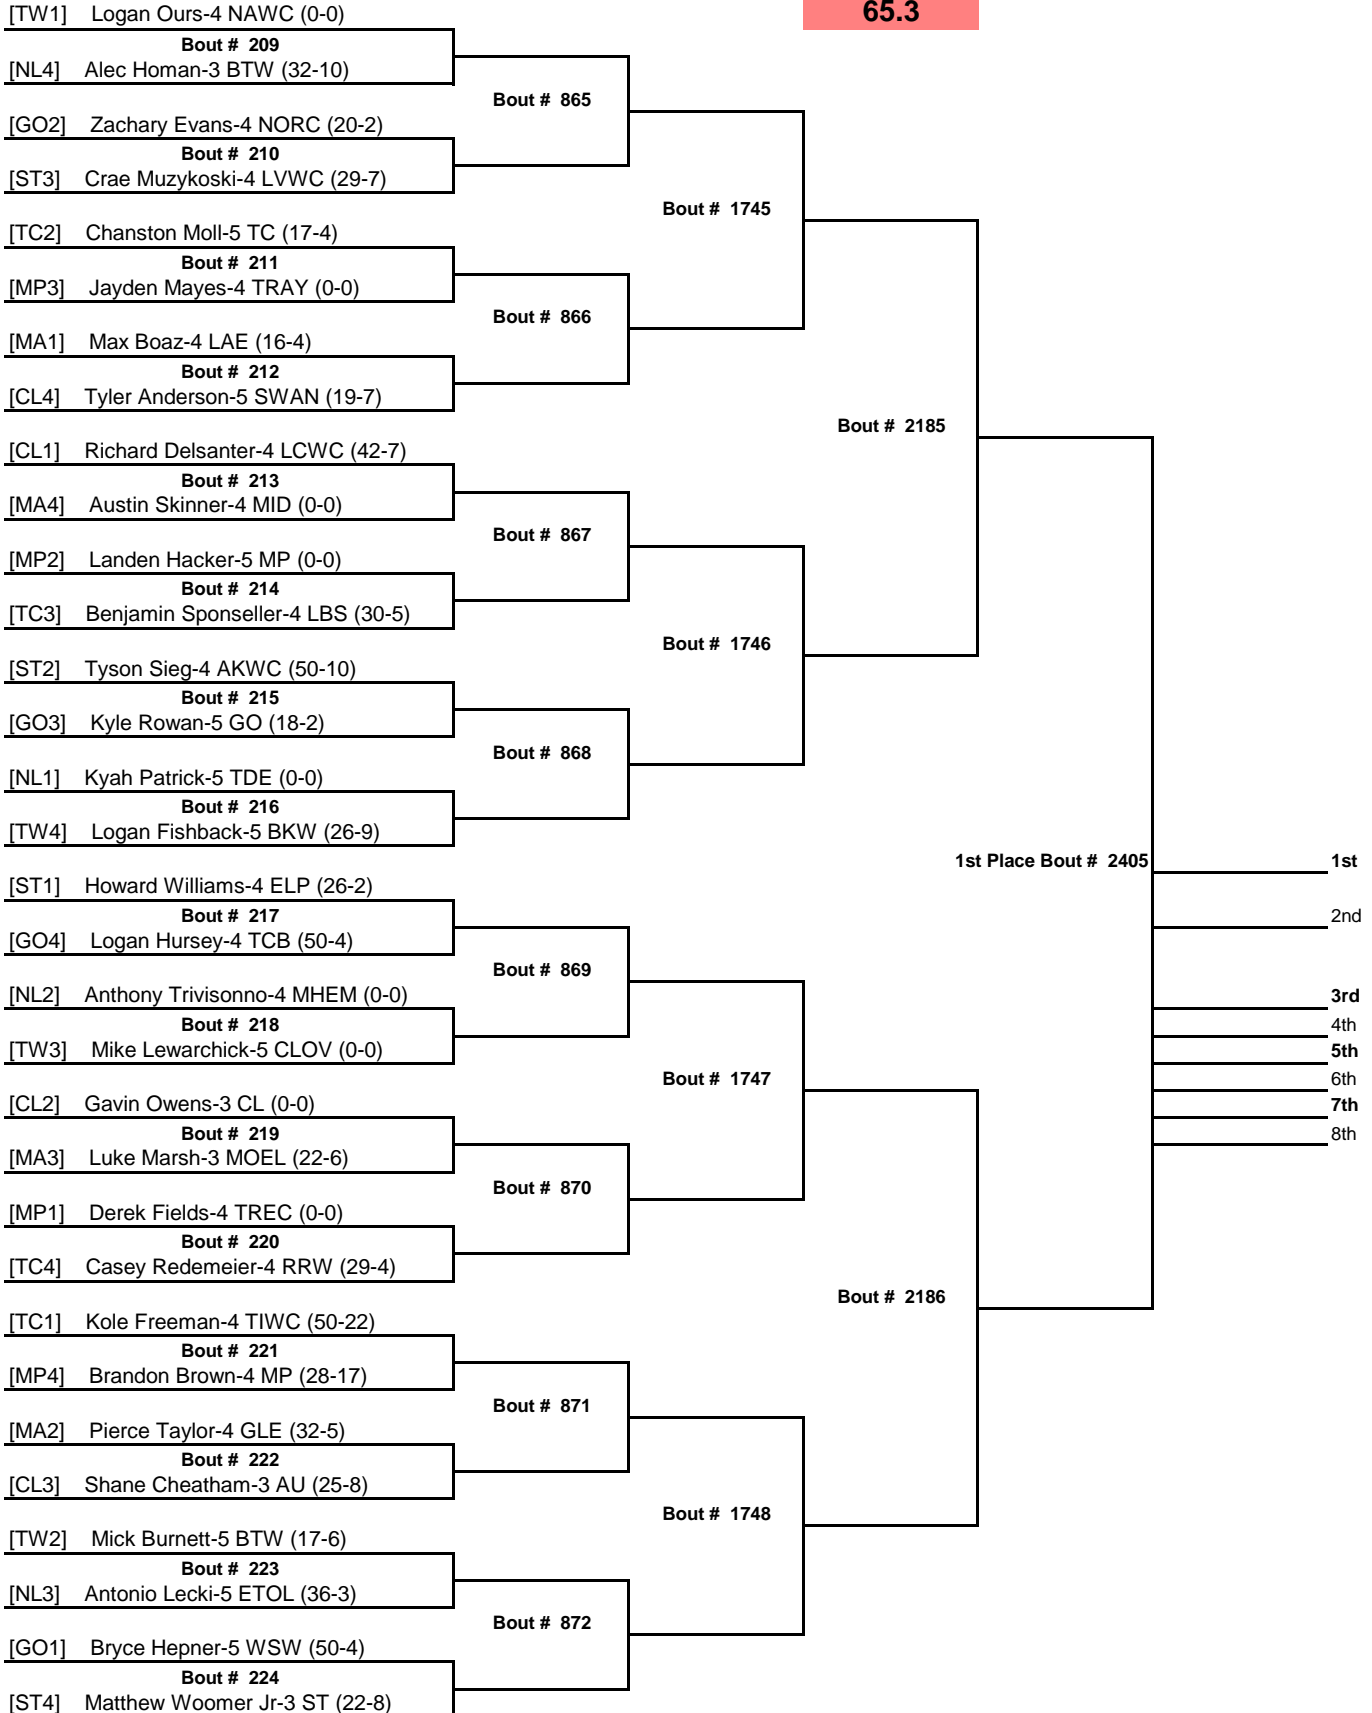 [TW1] Logan Ours-4 NAWC (0-0)
65.3
Bout # 209
[NL4] Alec Homan-3 BTW (32-10)
Bout # 865
[GO2] Zachary Evans-4 NORC (20-2)
Bout # 210
[ST3] Crae Muzykoski-4 LVWC (29-7)
Bout # 1745
[TC2] Chanston Moll-5 TC (17-4)
Bout # 211
[MP3] Jayden Mayes-4 TRAY (0-0)
Bout # 866
[MA1] Max Boaz-4 LAE (16-4)
Bout # 212
[CL4] Tyler Anderson-5 SWAN (19-7)
Bout # 2185
[CL1] Richard Delsanter-4 LCWC (42-7)
Bout # 213
[MA4] Austin Skinner-4 MID (0-0)
Bout # 867
[MP2] Landen Hacker-5 MP (0-0)
Bout # 214
[TC3] Benjamin Sponseller-4 LBS (30-5)
Bout # 1746
[ST2] Tyson Sieg-4 AKWC (50-10)
Bout # 215
[GO3] Kyle Rowan-5 GO (18-2)
Bout # 868
[NL1] Kyah Patrick-5 TDE (0-0)
Bout # 216
[TW4] Logan Fishback-5 BKW (26-9)
1st Place Bout # 2405
1st
[ST1] Howard Williams-4 ELP (26-2)
Bout # 217
2nd
[GO4] Logan Hursey-4 TCB (50-4)
Bout # 869
[NL2] Anthony Trivisonno-4 MHEM (0-0)
3rd
Bout # 218
4th
[TW3] Mike Lewarchick-5 CLOV (0-0)
5th
Bout # 1747
6th
[CL2] Gavin Owens-3 CL (0-0)
7th
Bout # 219
8th
[MA3] Luke Marsh-3 MOEL (22-6)
Bout # 870
[MP1] Derek Fields-4 TREC (0-0)
Bout # 220
[TC4] Casey Redemeier-4 RRW (29-4)
Bout # 2186
[TC1] Kole Freeman-4 TIWC (50-22)
Bout # 221
[MP4] Brandon Brown-4 MP (28-17)
Bout # 871
[MA2] Pierce Taylor-4 GLE (32-5)
Bout # 222
[CL3] Shane Cheatham-3 AU (25-8)
Bout # 1748
[TW2] Mick Burnett-5 BTW (17-6)
Bout # 223
[NL3] Antonio Lecki-5 ETOL (36-3)
Bout # 872
[GO1] Bryce Hepner-5 WSW (50-4)
Bout # 224
[ST4] Matthew Woomer Jr-3 ST (22-8)